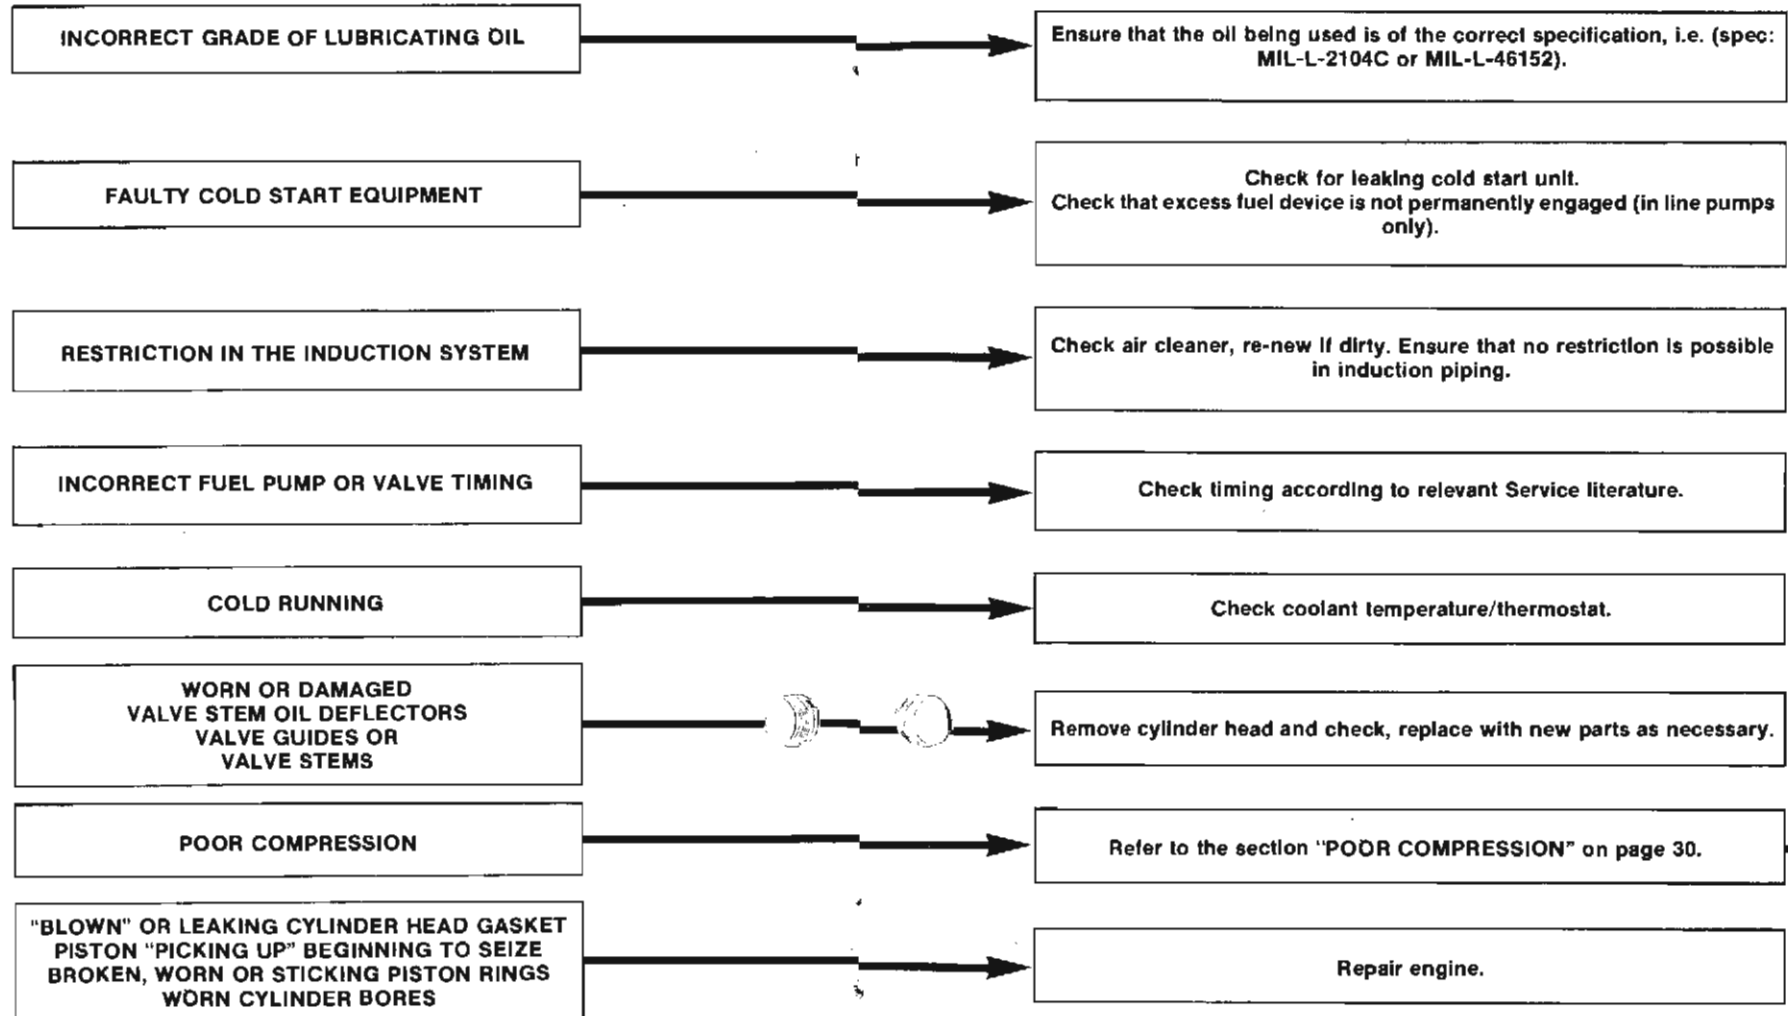 INCORRECT GRADE OF LUBRICATING OIL
Ensure that the oil being used is of the correct specification, i.e. (spec:
MIL-L-2104C or MIL-L-46152).
FAULTY COLD START EQUIPMENT
Check for leaking cold start unit.
Check that excess fuel device is not permanently engaged (in line pumps
only).
RESTRICTION IN THE INDUCTION SYSTEM
Check air cleaner, re-new if dirty. Ensure that no restriction is possible
in induction piping.
INCORRECT FUEL PUMP OR VALVE TIMING
Check timing according to relevant Service literature.
COLD RUNNING
Check coolant temperature/thermostat.
WORN OR DAMAGED
VALVE STEM OIL DEFLECTORS
VALVE GUIDES OR
VALVE STEMS
Remove cylinder head and check, replace with new parts as necessary.
POOR COMPRESSION
Refer to the section "POOR COMPRESSION" on page 30.
"BLOWN" OR LEAKING CYLINDER HEAD GASKET
PISTON "PICKING UP" BEGINNING TO SEIZE
BROKEN, WORN OR STICKING PISTON RINGS
WORN CYLINDER BORES
Repair engine.